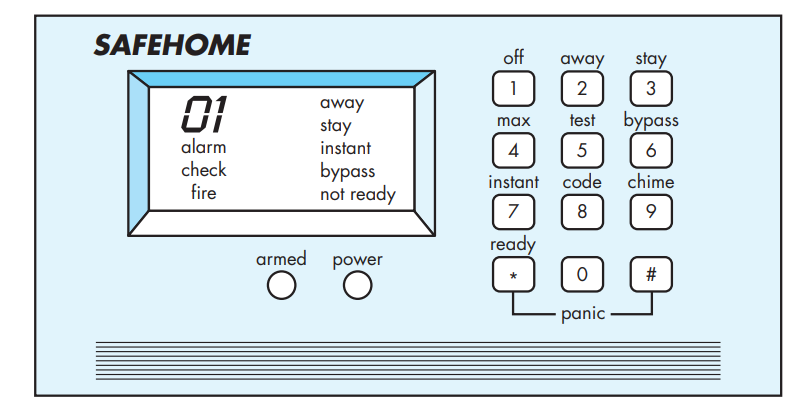 SAFEHOME
01
alarm
check
fire
away
stay
instant
bypass
not ready
armed power
off away stay
1 2 3
max test bypass
4 5 6
instant code chime
7 8 9
ready
* 0 #
panic